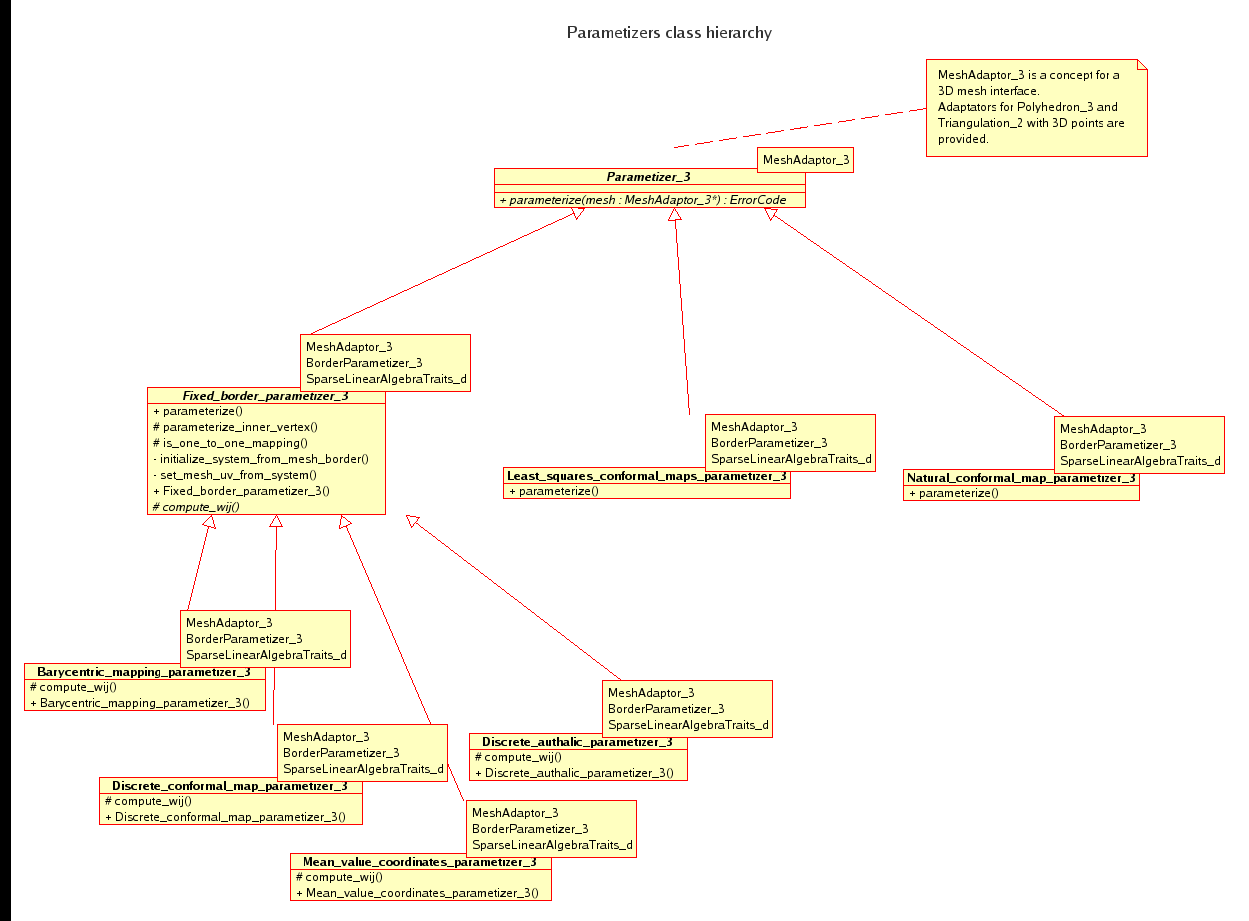 Parametizers class hierarchy
MeshAdaptor_3 is a concept for a
3D mesh interface.
Adaptators for Polyhedron_3 and
Triangulation_2 with 3D points are
provided.
MeshAdaptor_3
Parametizer_3
+ parameterize(mesh : MeshAdaptor_3*) : ErrorCode
MeshAdaptor_3
BorderParametizer_3
SparseLinearAlgebraTraits_d
Fixed_border_parametizer_3
+ parameterize()
# parameterize_inner_vertex()
# is_one_to_one_mapping()
- initialize_system_from_mesh_border()
- set_mesh_uv_from_system()
+ Fixed_border_parametizer_3()
# compute_wij()
MeshAdaptor_3
BorderParametizer_3
SparseLinearAlgebraTraits_d
Least_squares_conformal_maps_parametizer_3
+ parameterize()
MeshAdaptor_3
BorderParametizer_3
SparseLinearAlgebraTraits_d
Natural_conformal_map_parametizer_3
+ parameterize()
MeshAdaptor_3
BorderParametizer_3
SparseLinearAlgebraTraits_d
Barycentric_mapping_parametizer_3
# compute_wij()
+ Barycentric_mapping_parametizer_3()
MeshAdaptor_3
BorderParametizer_3
SparseLinearAlgebraTraits_d
Discrete_authalic_parametizer_3
# compute_wij()
+ Discrete_authalic_parametizer_3()
MeshAdaptor_3
BorderParametizer_3
SparseLinearAlgebraTraits_d
Discrete_conformal_map_parametizer_3
# compute_wij()
+ Discrete_conformal_map_parametizer_3()
MeshAdaptor_3
BorderParametizer_3
SparseLinearAlgebraTraits_d
Mean_value_coordinates_parametizer_3
# compute_wij()
+ Mean_value_coordinates_parametizer_3()